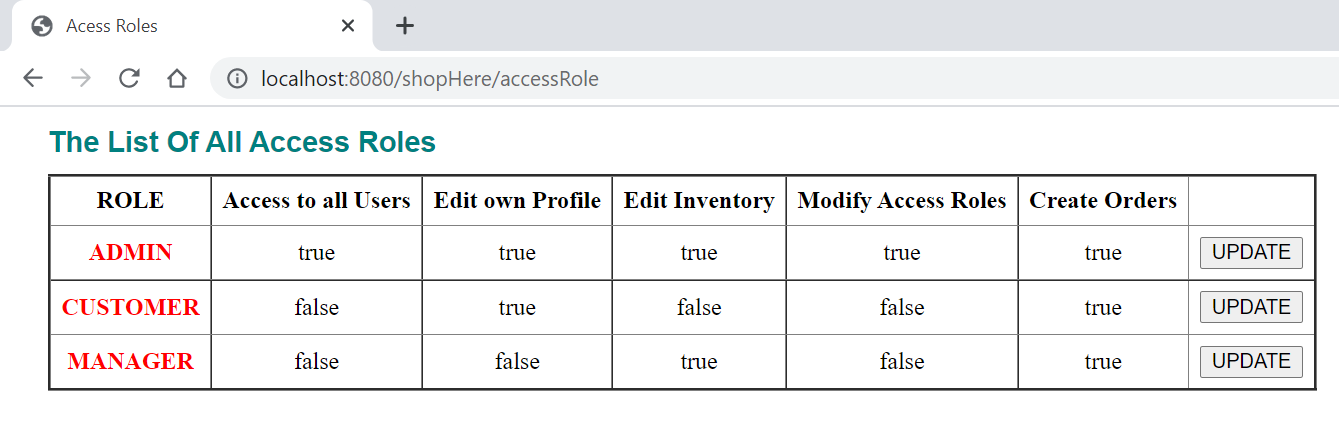 Acess Roles
localhost:8080/shopHere/accessRole
The List Of All Access Roles
ROLE Access to all Users Edit own Profile Edit Inventory Modify Access Roles Create Orders
ADMIN true true true true true UPDATE
CUSTOMER false true false false true UPDATE
MANAGER false false true false true UPDATE